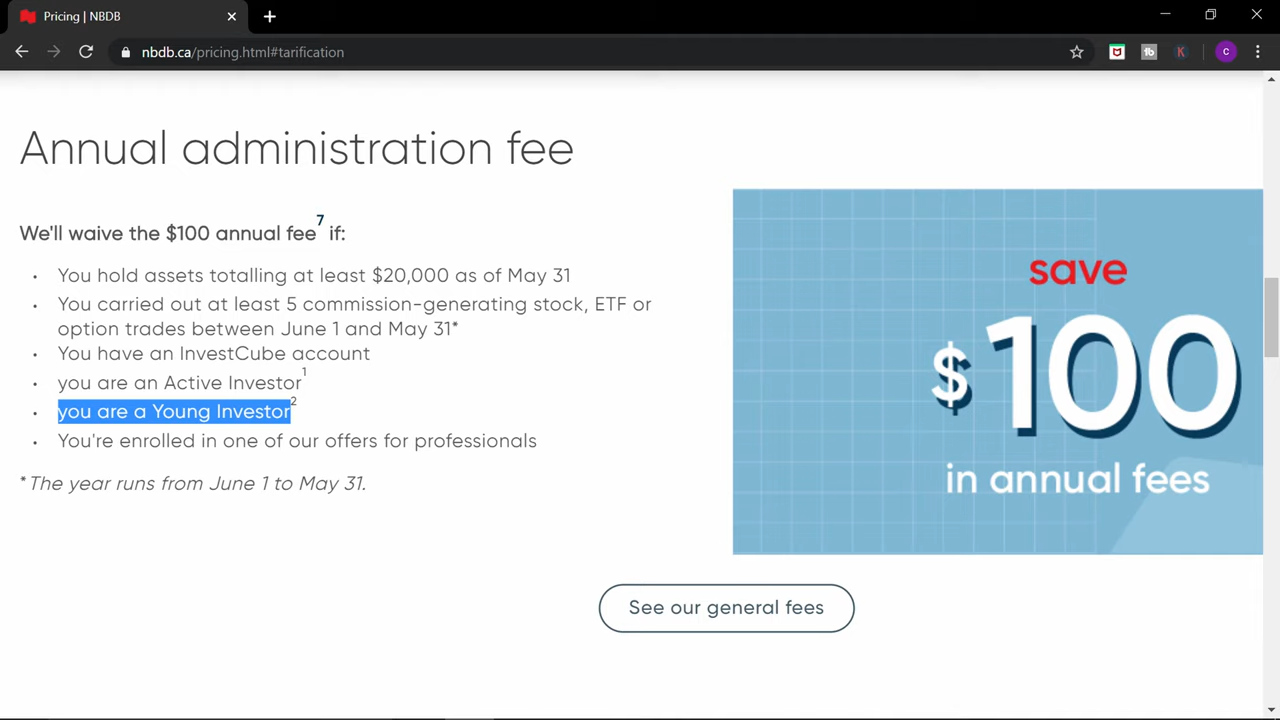 Pricing | NBDB
nbdb.ca/pricing.html#tarification
fb
K
C
Annual administration fee
We'll waive the $100 annual fee7 if:
• You hold assets totalling at least $20,000 as of May 31
• You carried out at least 5 commission-generating stock, ETF or
option trades between June 1 and May 31*
• You have an InvestCube account
• you are an Active Investor1
• you are a Young Investor2
• You're enrolled in one of our offers for professionals
*The year runs from June 1 to May 31.
save
$100
in annual fees
See our general fees